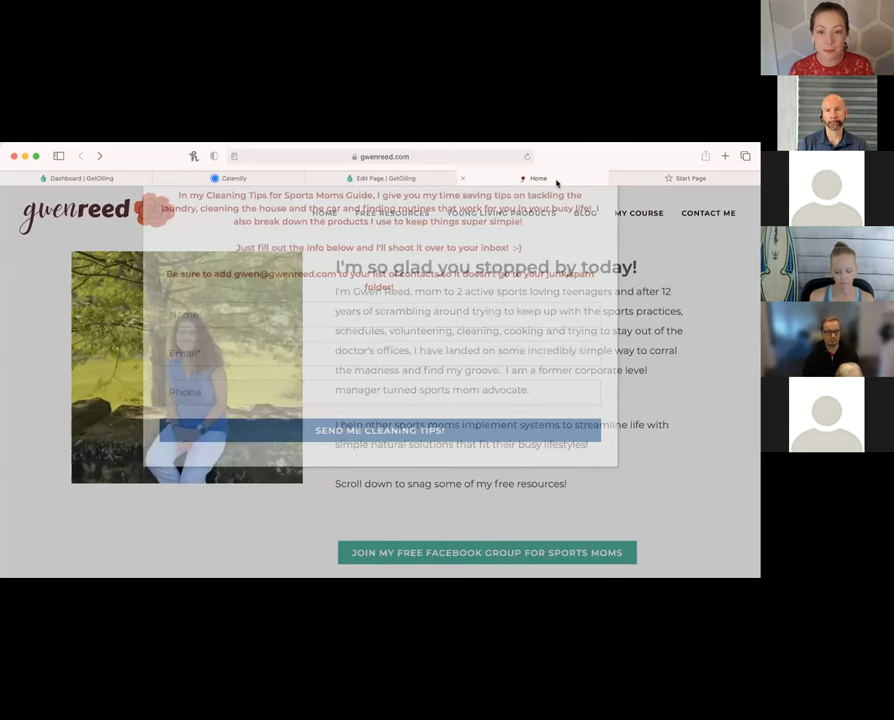 gwenreed.com
Dashboard | GetOiling
Calendly
Edit Page | GetOiling
Home
Start Page
gwenreed
HOME
FREE RESOURCES
YOUNG LIVING PRODUCTS
BLOG
MY COURSE
CONTACT ME
In my Cleaning Tips for Sports Moms Guide, I give you my time saving tips on tackling the
laundry, cleaning the house and the car and finding routines that work for you in your busy life! I
also break down the products I use to keep things super simple!
Just fill out the info below and I'll shoot it over to your inbox! :-)
Be sure to add gwen@gwenreed.com to your list of contacts so it doesn't go to your junk/spam
folder!
Name
Email*
Phone
SEND ME CLEANING TIPS!
I'm so glad you stopped by today!
I'm Gwen Reed, mom to 2 active sports loving teenagers and after 12
years of scrambling around trying to keep up with the sports practices,
schedules, volunteering, cleaning, cooking and trying to stay out of the
doctor's offices, I have landed on some incredibly simple way to corral
the madness and find my groove. I am a former corporate level
manager turned sports mom advocate.
I help other sports moms implement systems to streamline life with
simple natural solutions that fit their busy lifestyles!
Scroll down to snag some of my free resources!
JOIN MY FREE FACEBOOK GROUP FOR SPORTS MOMS